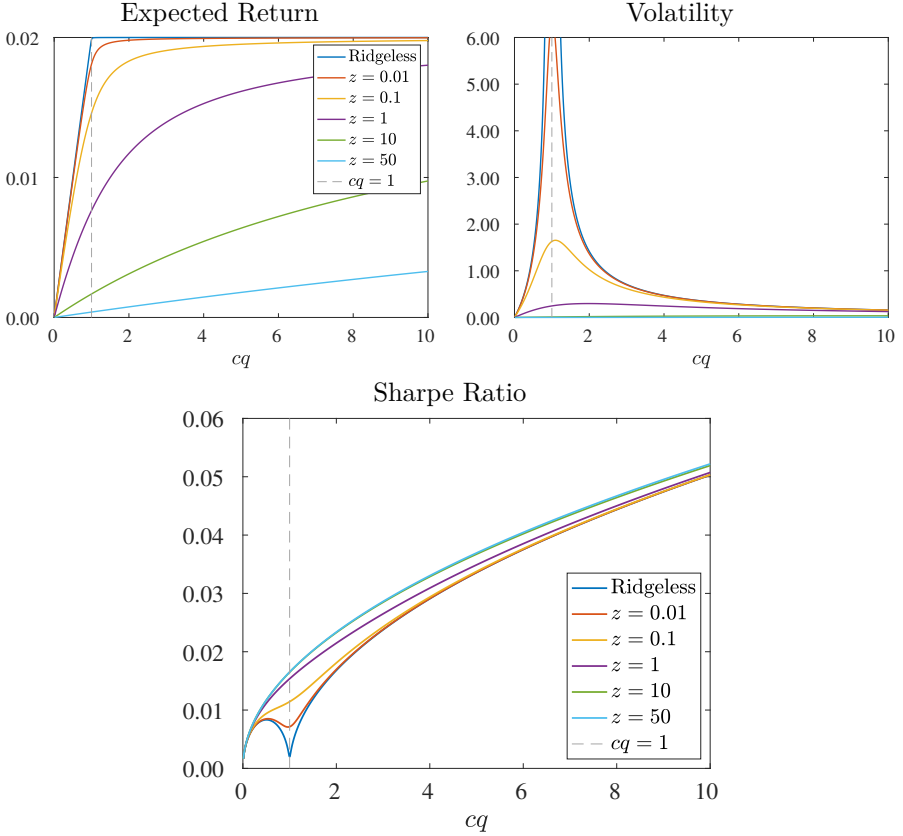 Expected Return
0.02
0.01
0.00
0 2 4 6 8 10
cq
Ridgeless
z = 0.01
z = 0.1
z = 1
z = 10
z = 50
cq = 1
Volatility
6.00
5.00
4.00
3.00
2.00
1.00
0.00
0 2 4 6 8 10
cq
Sharpe Ratio
0.06
0.05
0.04
0.03
0.02
0.01
0.00
0 2 4 6 8 10
cq
Ridgeless
z = 0.01
z = 0.1
z = 1
z = 10
z = 50
cq = 1